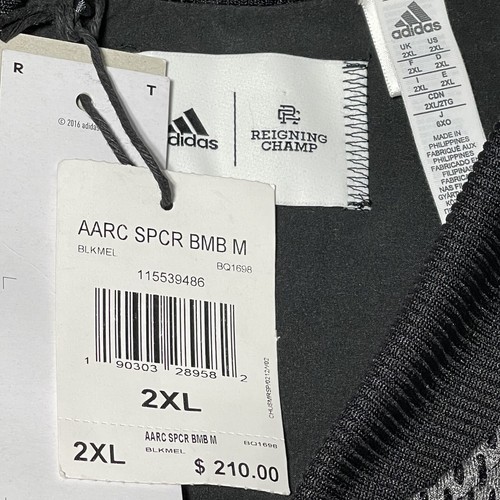 R T
© 2016 adidas
adidas
REIGNING
CHAMP
adidas
UK US
2XL 2XL
F D
2XL 2XL
I E
2XL 2XL
CDN
2XL/2TG
J
6XO
MADE IN
PHILIPPINES
FABRIQUÉ AUX
PHILIPPINES
FABRICADO EN
FILIPINAS
AARC SPCR BMB M
BLKMEL BQ1698
115539486
1 90303 28958 2
2XL
AARC SPCR BMB M BQ1698
2XL BLKMEL
$ 210.00